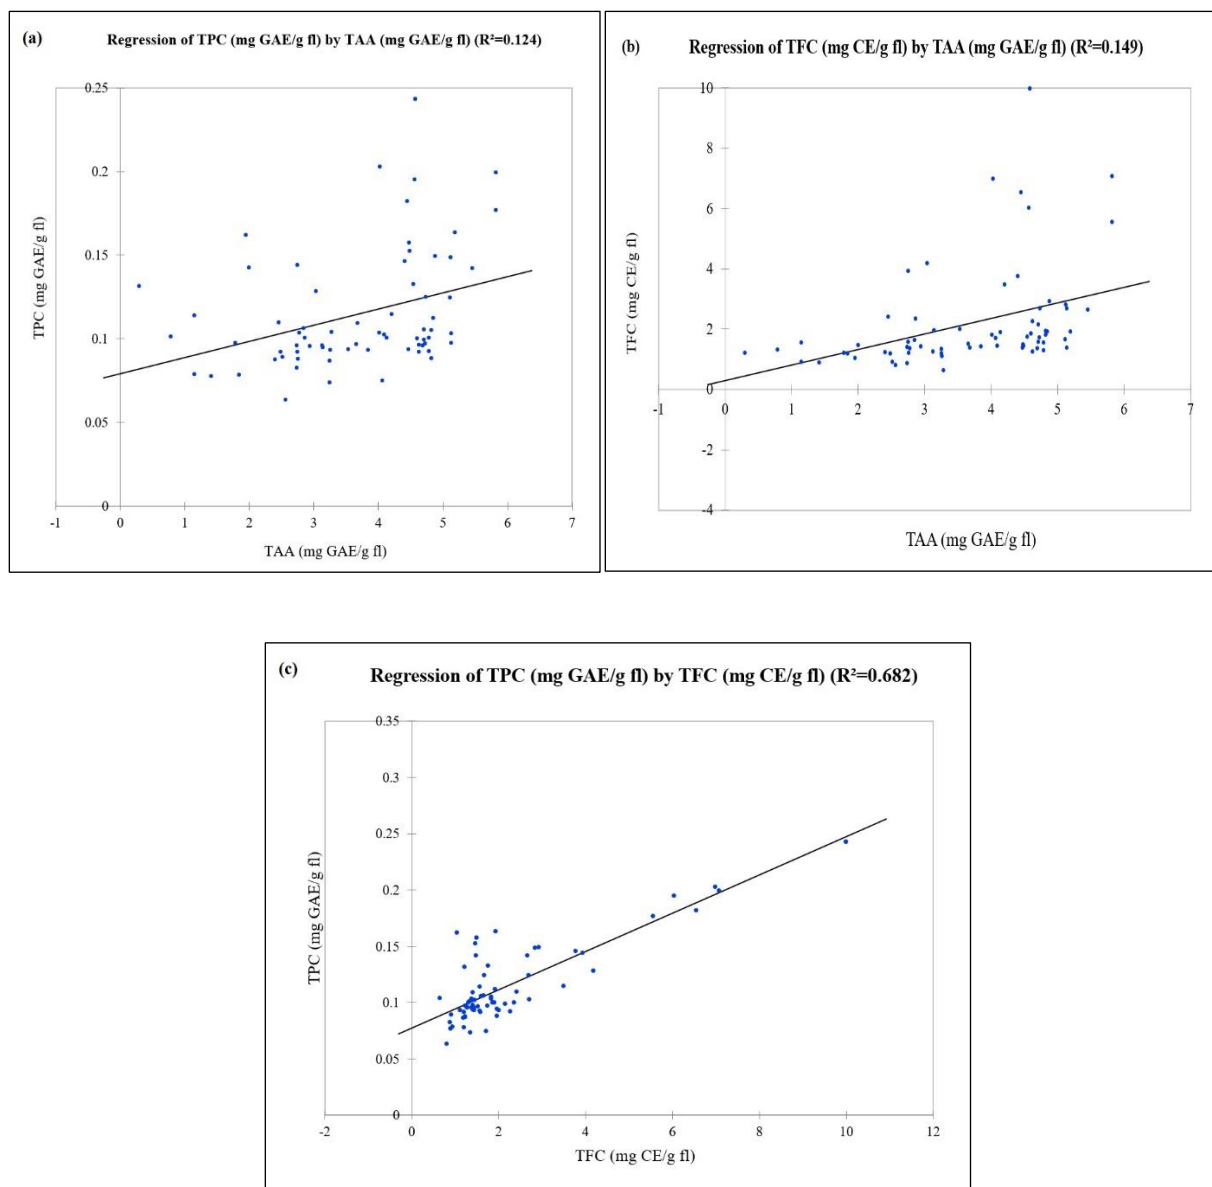 (a) Regression of TPC (mg GAE/g fl) by TAA (mg GAE/g fl) (R²=0.124)
0.25
0.2
0.15
0.1
0.05
0
TPC (mg GAE/g fl)
-1 0 1 2 3 4 5 6 7
TAA (mg GAE/g fl)
(b) Regression of TFC (mg CE/g fl) by TAA (mg GAE/g fl) (R²=0.149)
10
8
6
4
2
0
-2
-4
TFC (mg CE/g fl)
-1 0 1 2 3 4 5 6 7
TAA (mg GAE/g fl)
(c) Regression of TPC (mg GAE/g fl) by TFC (mg CE/g fl) (R²=0.682)
0.35
0.3
0.25
0.2
0.15
0.1
0.05
0
TPC (mg GAE/g fl)
-2 0 2 4 6 8 10 12
TFC (mg CE/g fl)